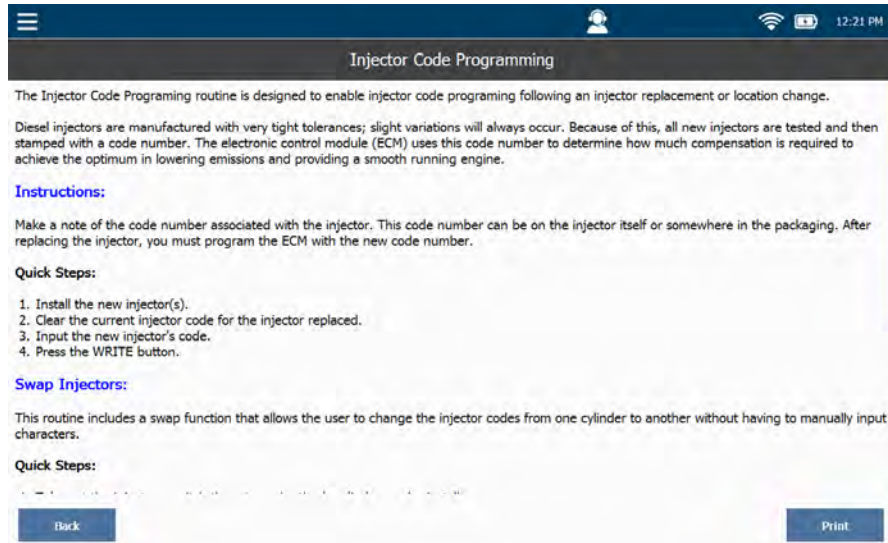 12:21 PM
Injector Code Programming
The Injector Code Programing routine is designed to enable injector code programing following an injector replacement or location change.
Diesel injectors are manufactured with very tight tolerances; slight variations will always occur. Because of this, all new injectors are tested and then
stamped with a code number. The electronic control module (ECM) uses this code number to determine how much compensation is required to
achieve the optimum in lowering emissions and providing a smooth running engine.
Instructions:
Make a note of the code number associated with the injector. This code number can be on the injector itself or somewhere in the packaging. After
replacing the injector, you must program the ECM with the new code number.
Quick Steps:
1. Install the new injector(s).
2. Clear the current injector code for the injector replaced.
3. Input the new injector's code.
4. Press the WRITE button.
Swap Injectors:
This routine includes a swap function that allows the user to change the injector codes from one cylinder to another without having to manually input
characters.
Quick Steps:
Back
Print